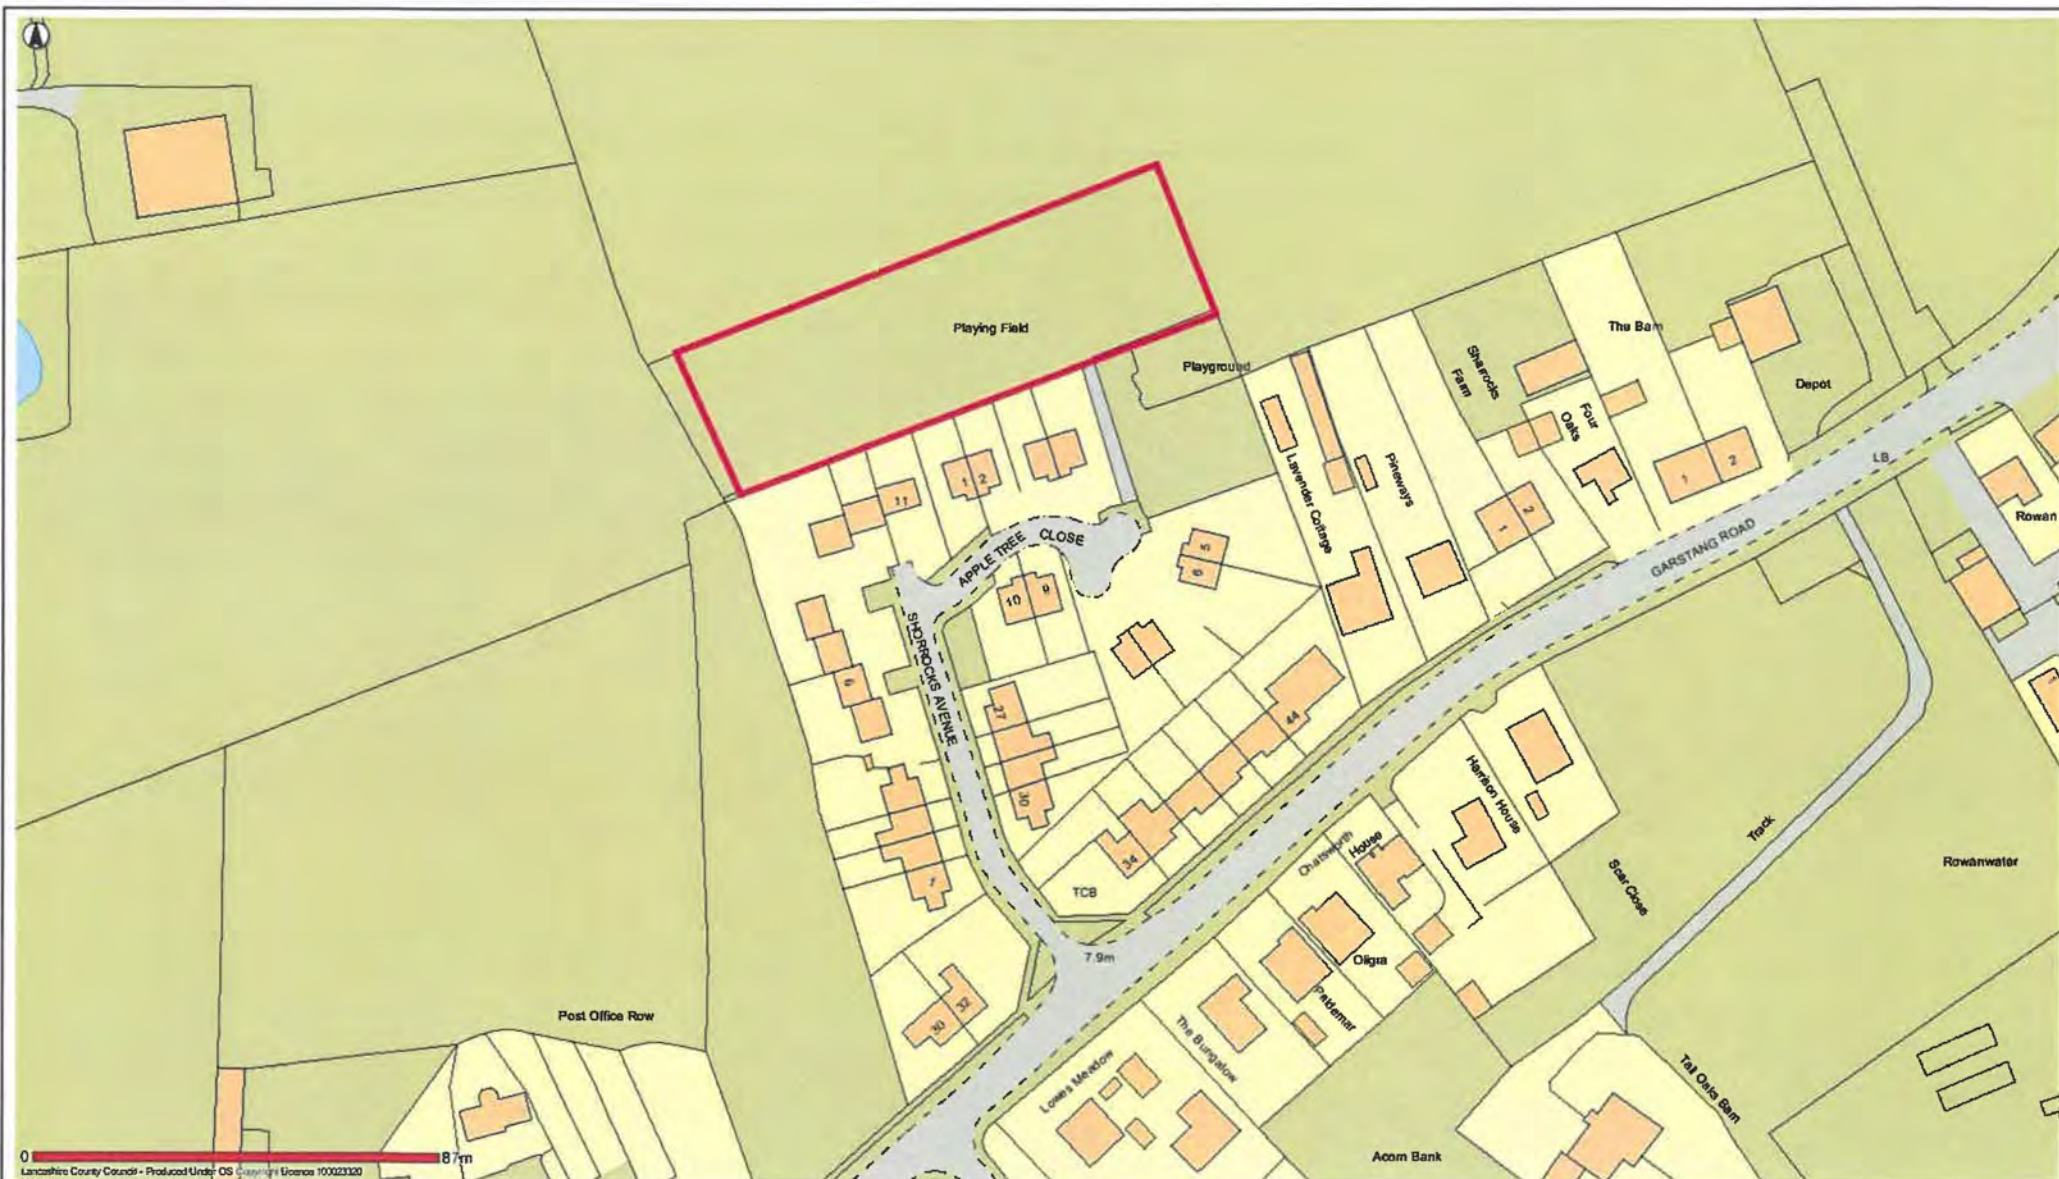 Playing Field
Playground
The Barn
Sharrocks
Farm
Four
Oaks
Depot
LB
Rowan
Lavender Cottage
Pineways
11
1
2
1
2
1
2
GARSTANG ROAD
APPLE TREE CLOSE
5
6
10
9
SHORROCKS AVENUE
6
27
44
30
34
7
TCB
Harrison House
Chatsworth
House
Track
Scar Close
Rowanwater
7.9m
Oligra
Paldemar
32
30
Post Office Row
The Bungalow
Lowes Meadow
Tall Oaks Barn
Acorn Bank
0
87m
Lancashire County Council - Produced Under OS Copyright Licence 100023320